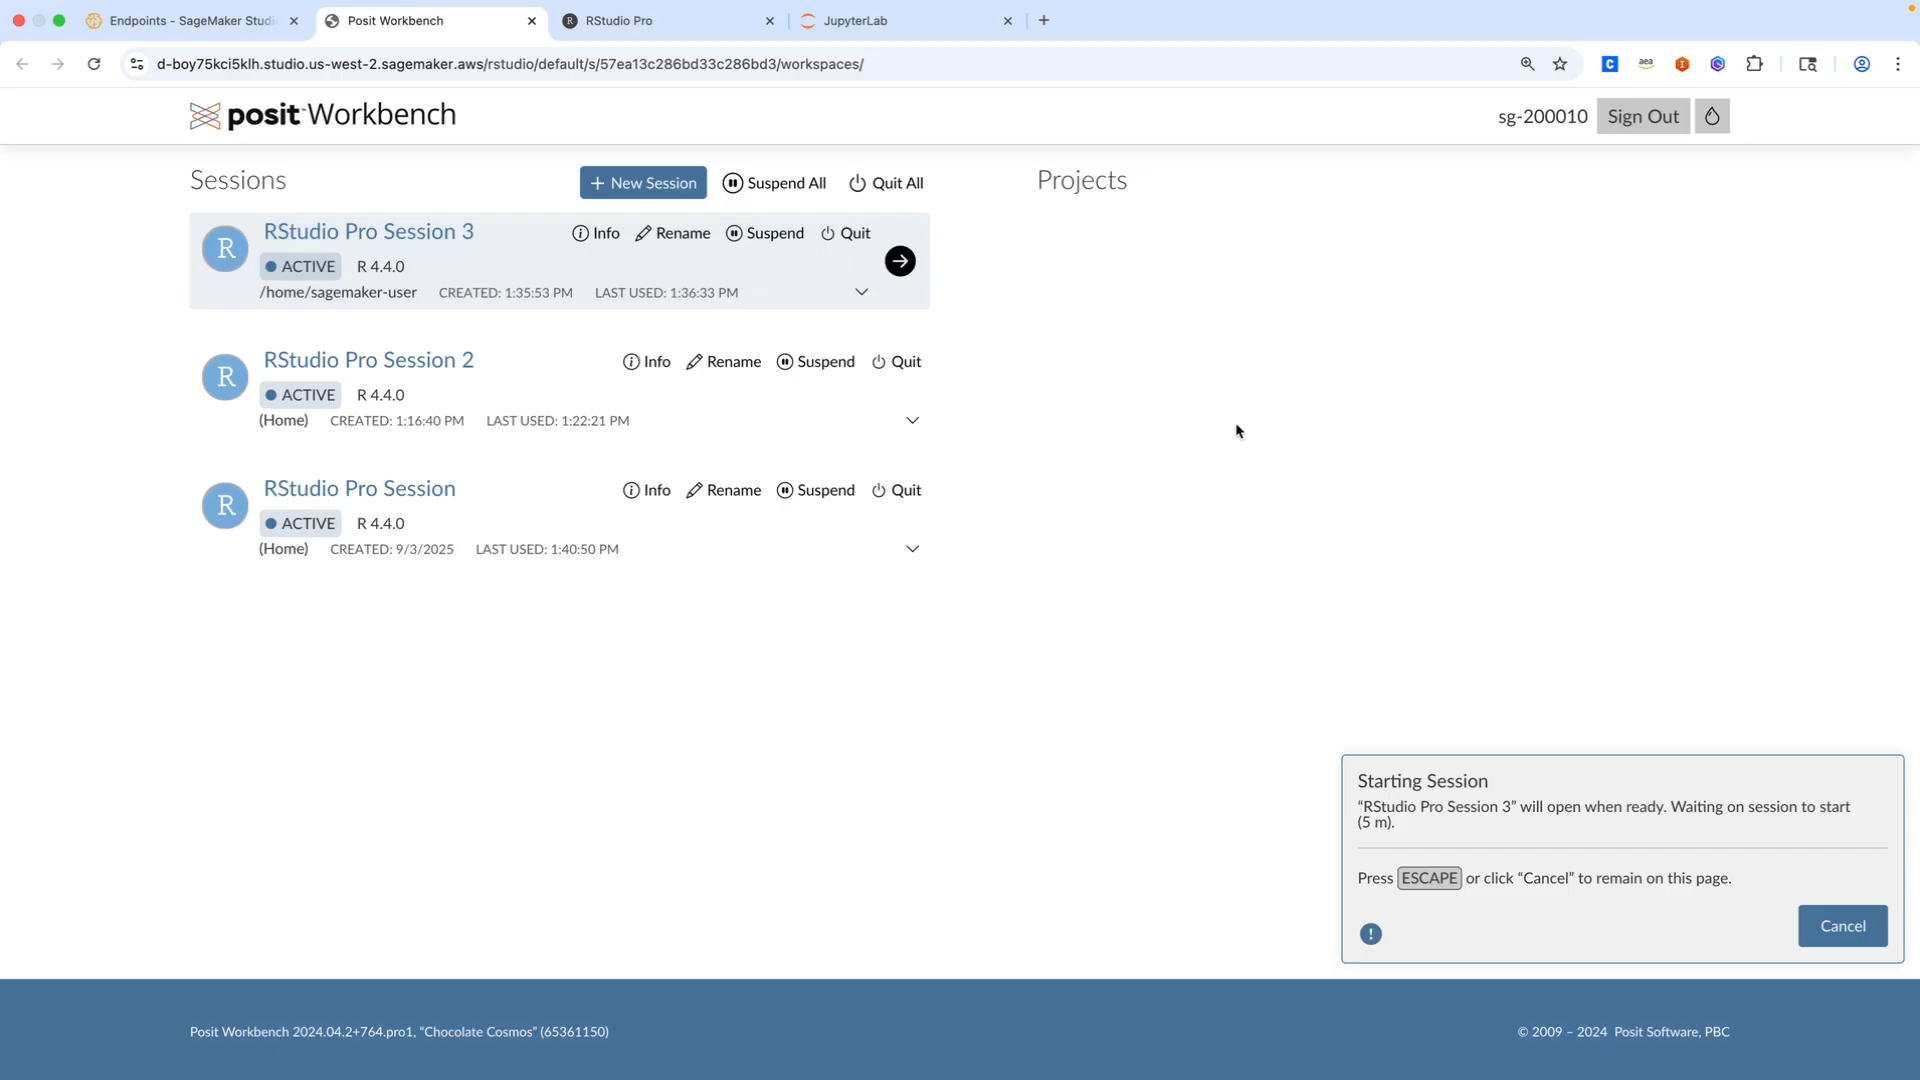 Endpoints - SageMaker Studi
Posit Workbench
RStudio Pro
JupyterLab
d-boy75kci5klh.studio.us-west-2.sagemaker.aws/rstudio/default/s/57ea13c286bd33c286bd3/workspaces/
posit Workbench
sg-200010
Sign Out
Sessions
New Session
Suspend All
Quit All
Projects
R
RStudio Pro Session 3
Info
Rename
Suspend
Quit
ACTIVE
R 4.4.0
/home/sagemaker-user
CREATED: 1:35:53 PM
LAST USED: 1:36:33 PM
R
RStudio Pro Session 2
Info
Rename
Suspend
Quit
ACTIVE
R 4.4.0
(Home)
CREATED: 1:16:40 PM
LAST USED: 1:22:21 PM
R
RStudio Pro Session
Info
Rename
Suspend
Quit
ACTIVE
R 4.4.0
(Home)
CREATED: 9/3/2025
LAST USED: 1:40:50 PM
Starting Session
“RStudio Pro Session 3” will open when ready. Waiting on session to start
(5 m).
Press ESCAPE or click “Cancel” to remain on this page.
Cancel
Posit Workbench 2024.04.2+764.pro1, “Chocolate Cosmos” (65361150)
© 2009 – 2024 Posit Software, PBC